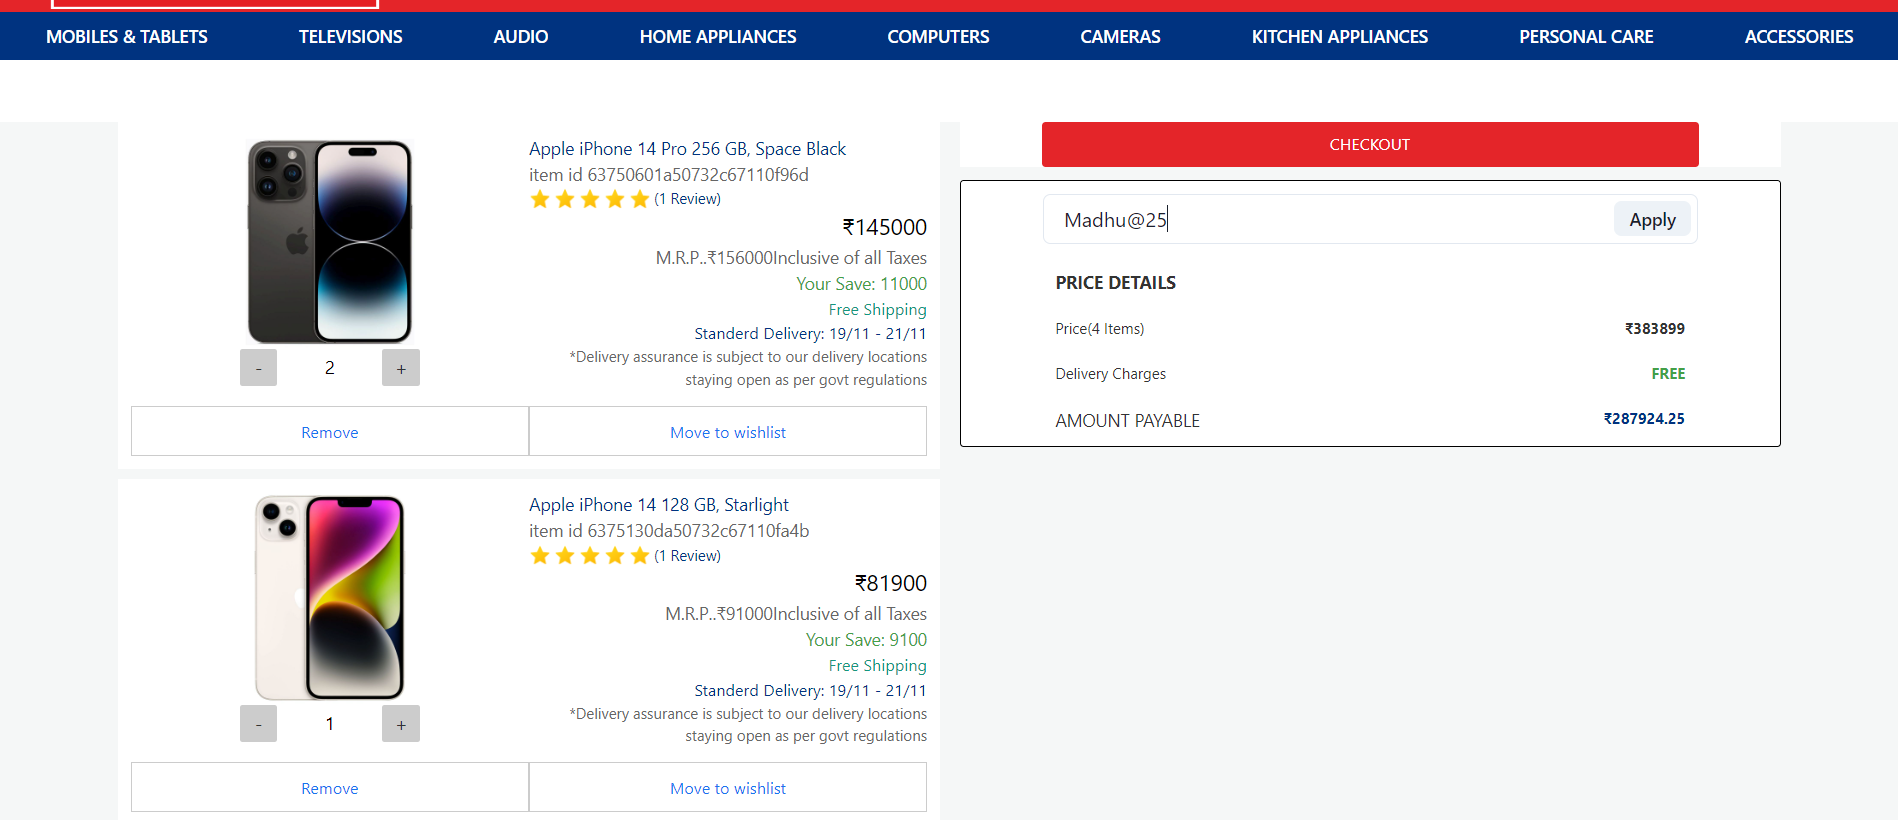 MOBILES & TABLETS TELEVISIONS AUDIO HOME APPLIANCES COMPUTERS CAMERAS KITCHEN APPLIANCES PERSONAL CARE ACCESSORIES
Apple iPhone 14 Pro 256 GB, Space Black
item id 63750601a50732c67110f96d
(1 Review)
₹145000
M.R.P..₹156000Inclusive of all Taxes
Your Save: 11000
Free Shipping
Standerd Delivery: 19/11 - 21/11
*Delivery assurance is subject to our delivery locations
staying open as per govt regulations
- 2 +
Remove Move to wishlist
Apple iPhone 14 128 GB, Starlight
item id 6375130da50732c67110fa4b
(1 Review)
₹81900
M.R.P..₹91000Inclusive of all Taxes
Your Save: 9100
Free Shipping
Standerd Delivery: 19/11 - 21/11
*Delivery assurance is subject to our delivery locations
staying open as per govt regulations
- 1 +
Remove Move to wishlist
CHECKOUT
Madhu@25 Apply
PRICE DETAILS
Price(4 Items) ₹383899
Delivery Charges FREE
AMOUNT PAYABLE ₹287924.25